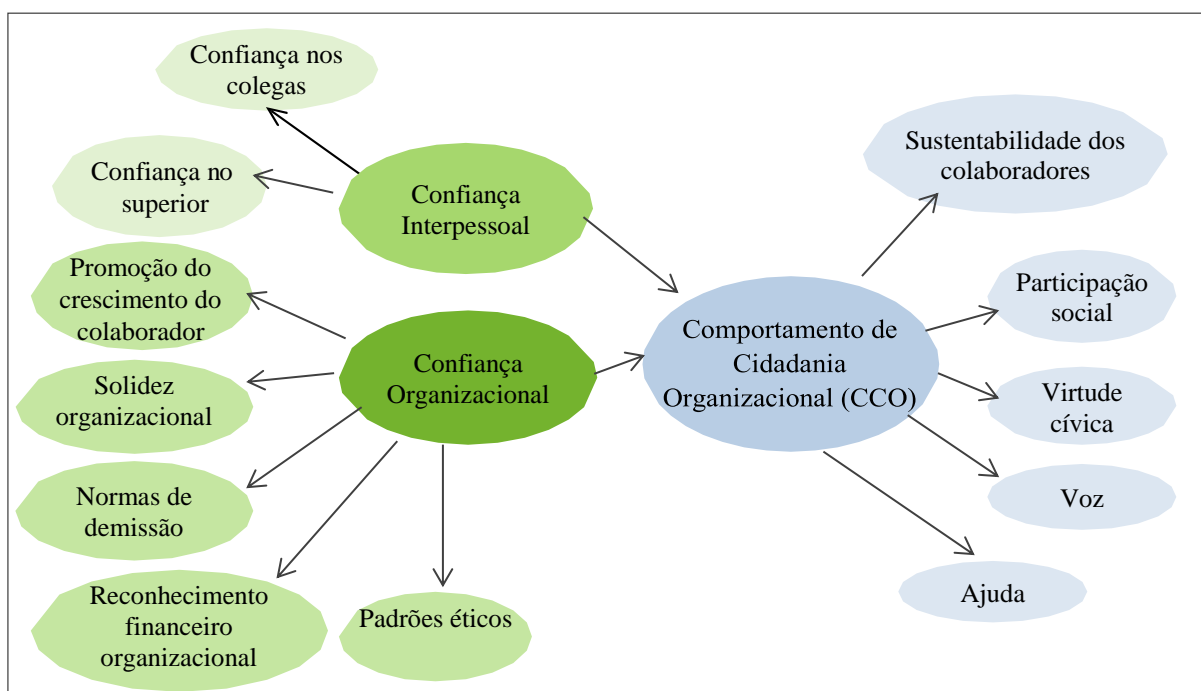 Confiança nos
colegas
Confiança no
superior
Confiança
Interpessoal
Promoção do
crescimento do
colaborador
Solidez
organizacional
Confiança
Organizacional
Normas de
demissão
Reconhecimento
financeiro
organizacional
Padrões éticos
Comportamento de
Cidadania
Organizacional (CCO)
Sustentabilidade dos
colaboradores
Participação
social
Virtude
cívica
Voz
Ajuda